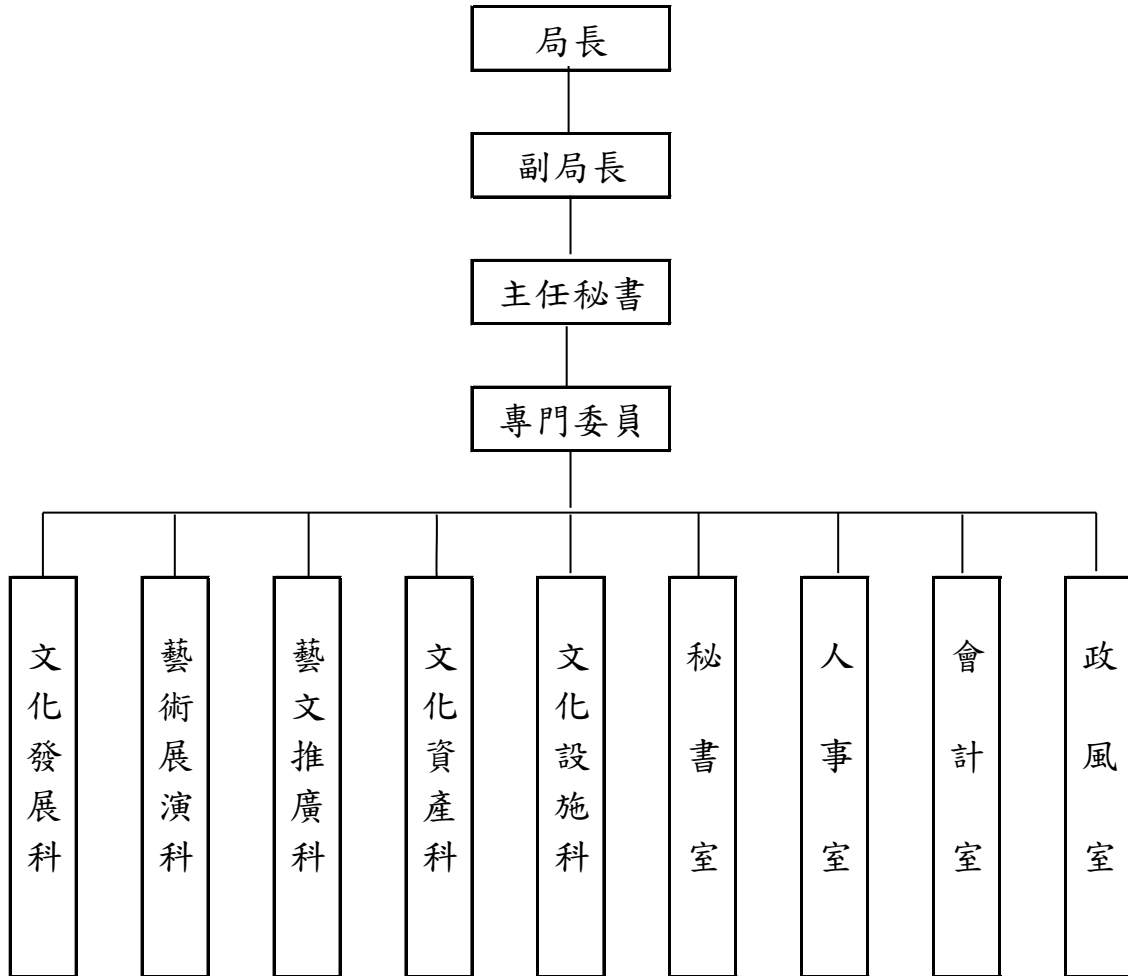 局長
副局長
主任秘書
專門委員
文化發展科
藝術展演科
藝文推廣科
文化資產科
文化設施科
秘書室
人事室
會計室
政風室